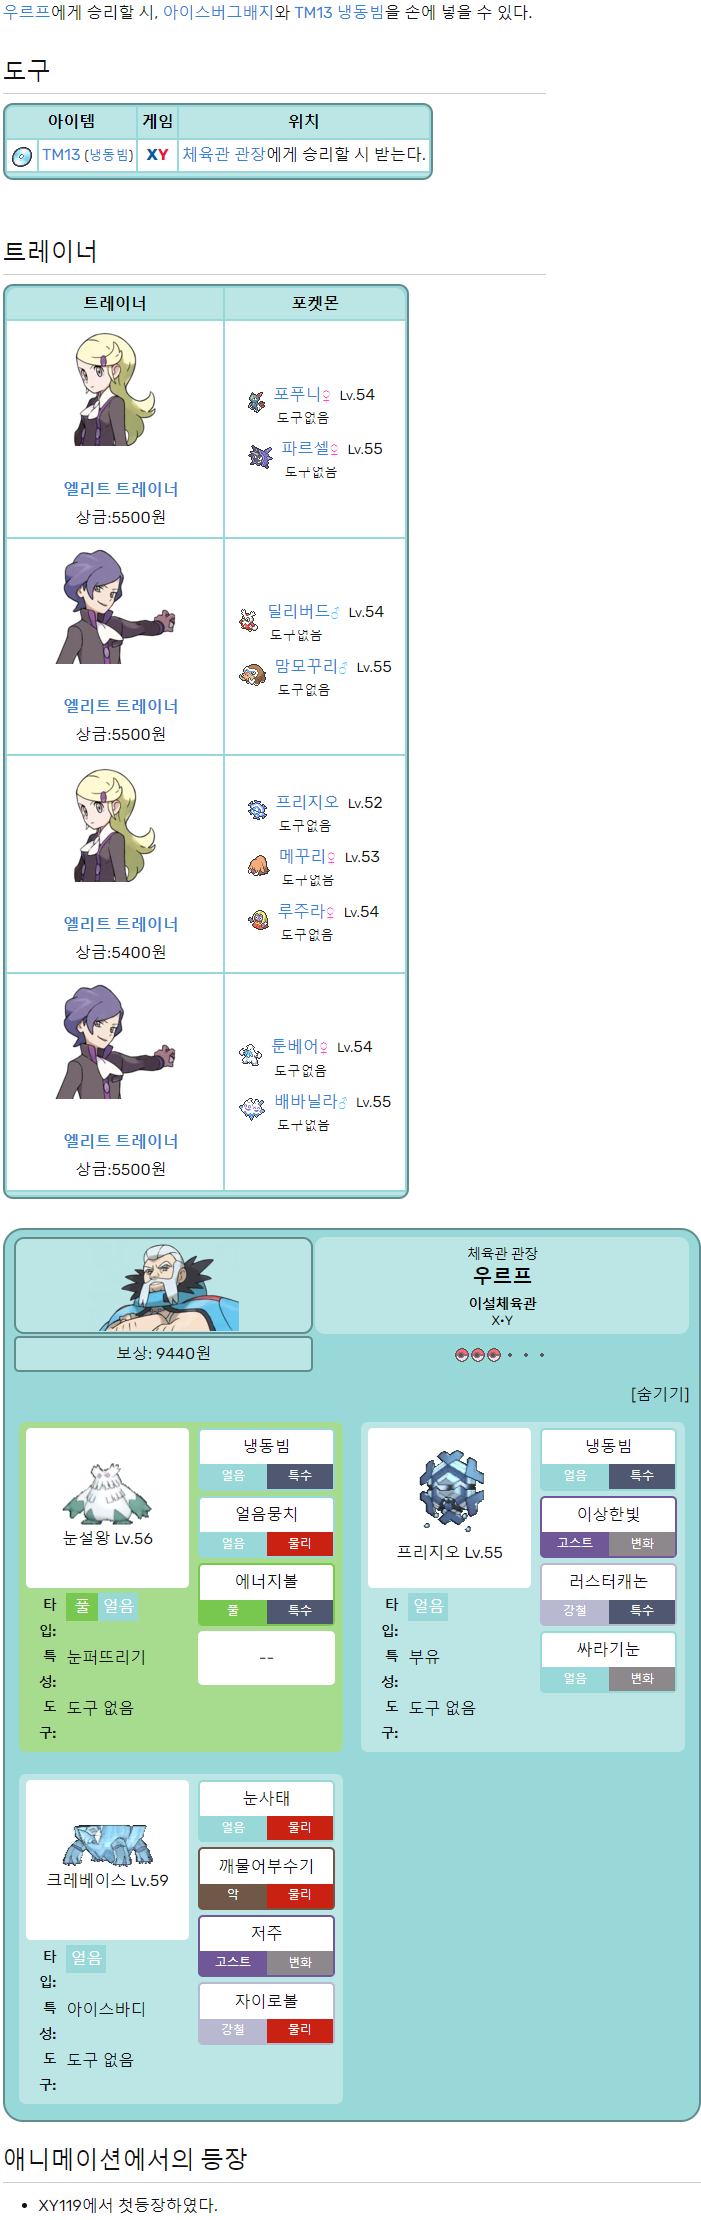 우르프에게 승리할 시, 아이스버그배지와 TM13 냉동빔을 손에 넣을 수 있다.
도구
아이템 게임 위치
TM13 (냉동빔) XY 체육관 관장에게 승리할 시 받는다.
트레이너
트레이너 포켓몬
포푸니♀ Lv.54
도구없음
파르셀♀ Lv.55
도구없음
엘리트 트레이너
상금:5500원
딜리버드♂ Lv.54
도구없음
맘모꾸리♂ Lv.55
도구없음
엘리트 트레이너
상금:5500원
프리지오 Lv.52
도구없음
메꾸리♀ Lv.53
도구없음
루주라♀ Lv.54
도구없음
엘리트 트레이너
상금:5400원
툰베어♀ Lv.54
도구없음
배바닐라♂ Lv.55
도구없음
엘리트 트레이너
상금:5500원
체육관 관장
우르프
이설체육관
X•Y
보상: 9440원
[숨기기]
눈설왕 Lv.56
타입: 풀 얼음
특성: 눈퍼뜨리기
도구: 도구 없음
냉동빔
얼음 특수
얼음뭉치
얼음 물리
에너지볼
풀 특수
--
프리지오 Lv.55
타입: 얼음
특성: 부유
도구: 도구 없음
냉동빔
얼음 특수
이상한빛
고스트 변화
러스터캐논
강철 특수
싸라기눈
얼음 변화
크레베이스 Lv.59
타입: 얼음
특성: 아이스바디
도구: 도구 없음
눈사태
얼음 물리
깨물어부수기
악 물리
저주
고스트 변화
자이로볼
강철 물리
애니메이션에서의 등장
• XY119에서 첫등장하였다.